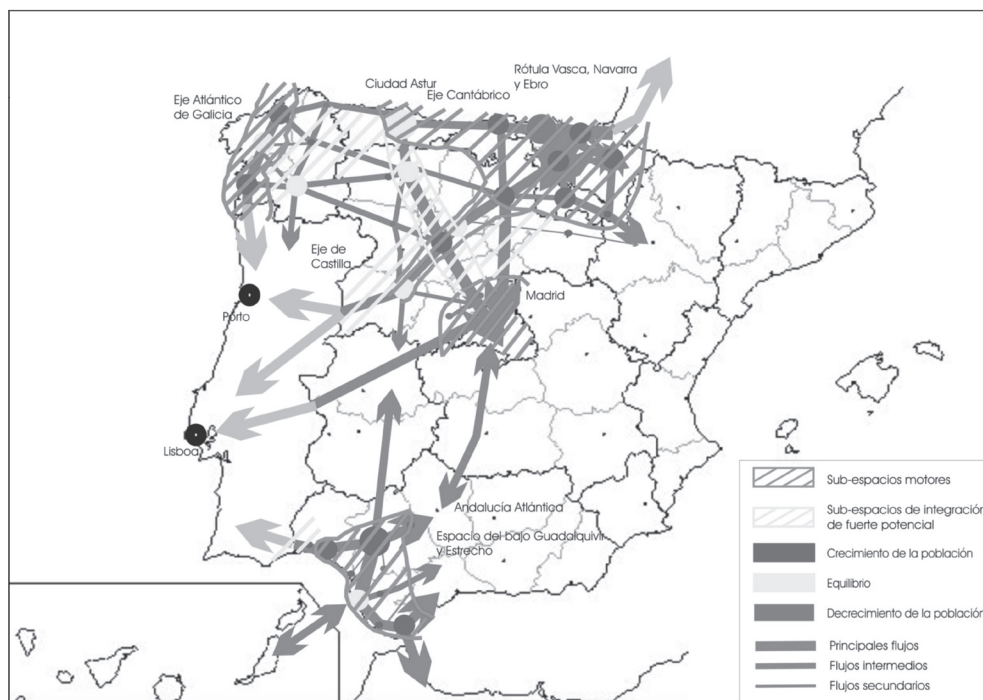 Rótula Vasca, Navarra
y Ebro
Ciudad Astur
Eje Cantábrico
Eje Atlántico
de Galicia
Eje de
Castilla
Madrid
Porto
Lisboa
Andalucía Atlántica
Espacio del bajo Guadalquivir
y Estrecho
Sub-espacios motores
Sub-espacios de integración
de fuerte potencial
Crecimiento de la población
Equilibrio
Decrecimiento de la población
Principales flujos
Flujos intermedios
Flujos secundarios